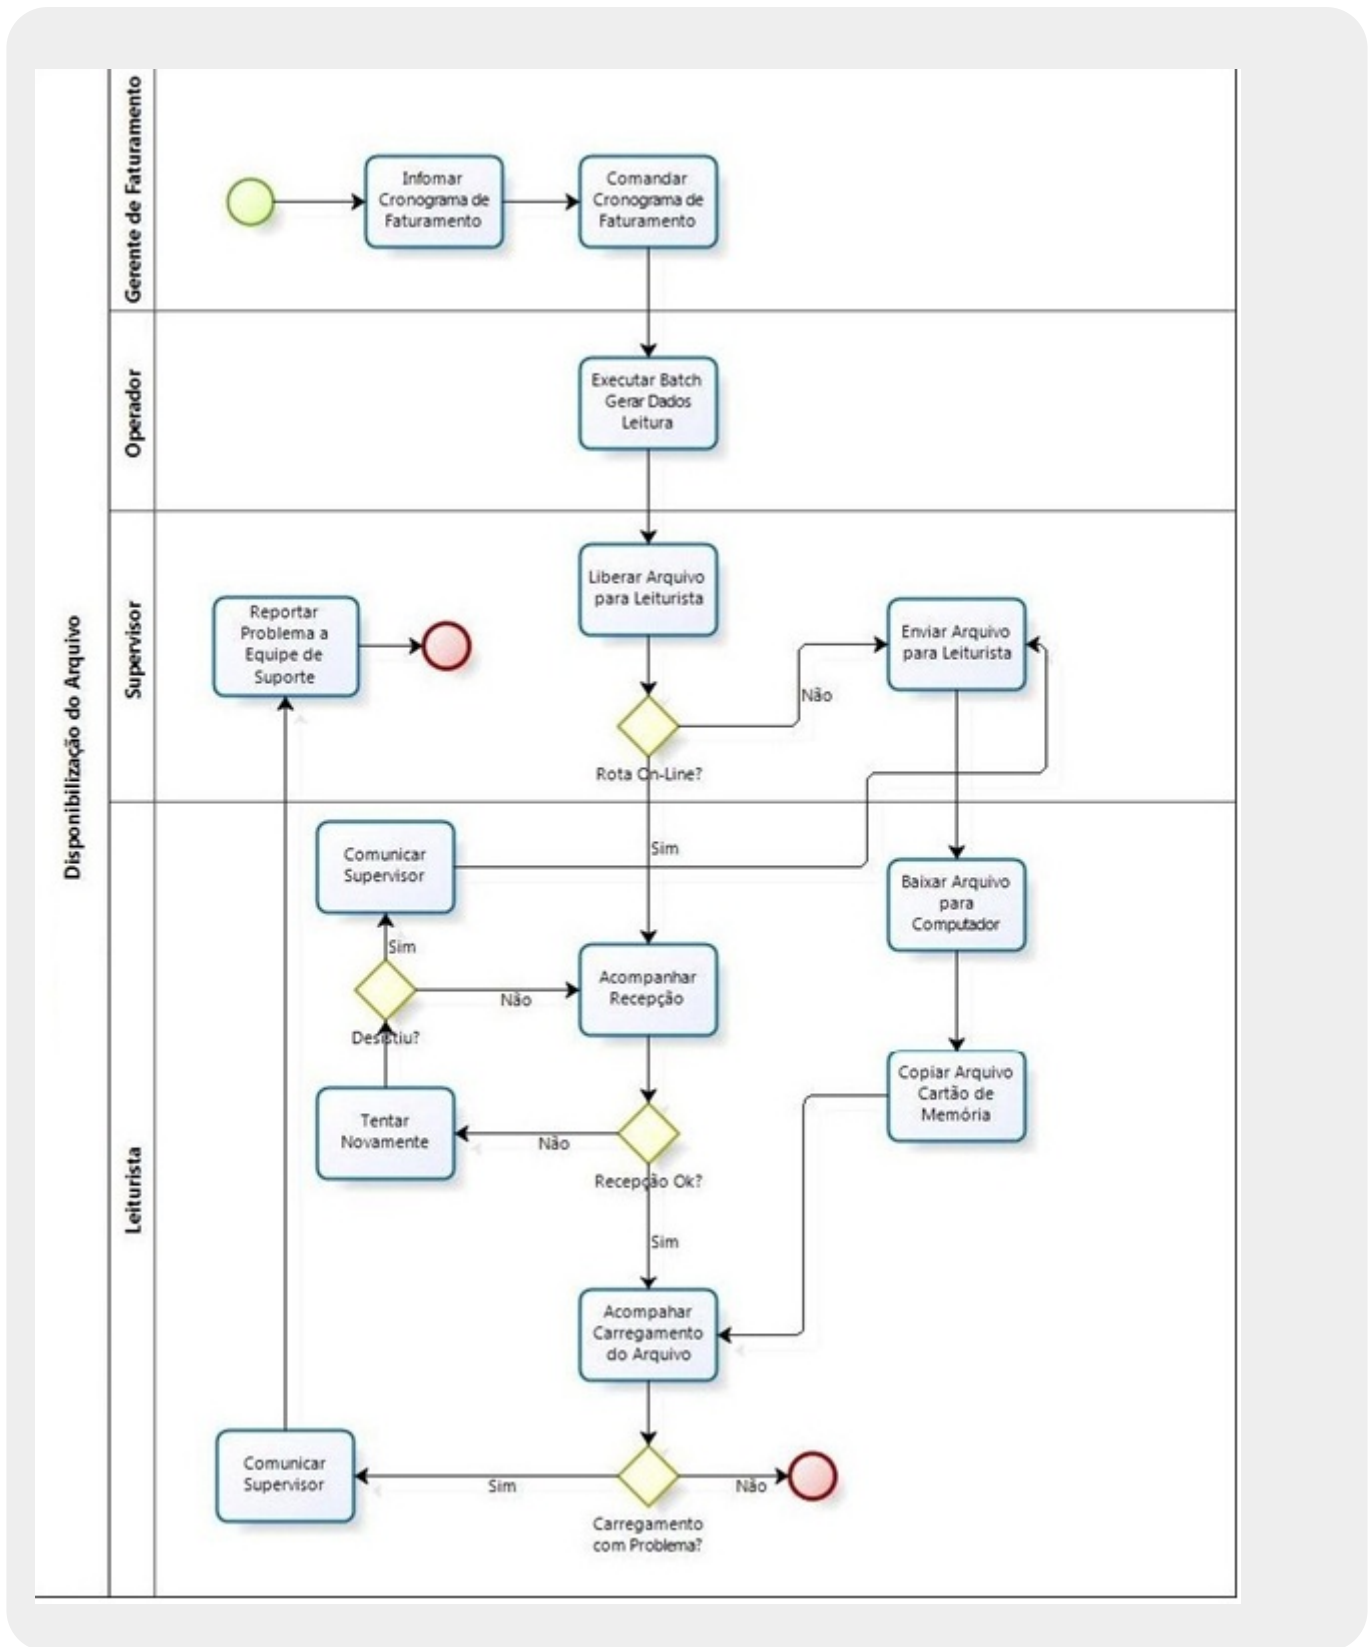 Disponibilização do Arquivo
Gerente de Faturamento
Infomar
Cronograma de
Faturamento
Comandar
Cronograma de
Faturamento
Operador
Executar Batch
Gerar Dados
Leitura
Supervisor
Liberar Arquivo
para Leiturista
Reportar
Problema a
Equipe de
Suporte
Enviar Arquivo
para Leiturista
Não
Rota On-Line?
Leiturista
Sim
Comunicar
Supervisor
Baixar Arquivo
para
Computador
Sim
Acompanhar
Recepção
Não
Desistiu?
Copiar Arquivo
Cartão de
Memória
Tentar
Novamente
Não
Recepção Ok?
Sim
Acompahar
Carregamento
do Arquivo
Comunicar
Supervisor
Sim
Não
Carregamento
com Problema?